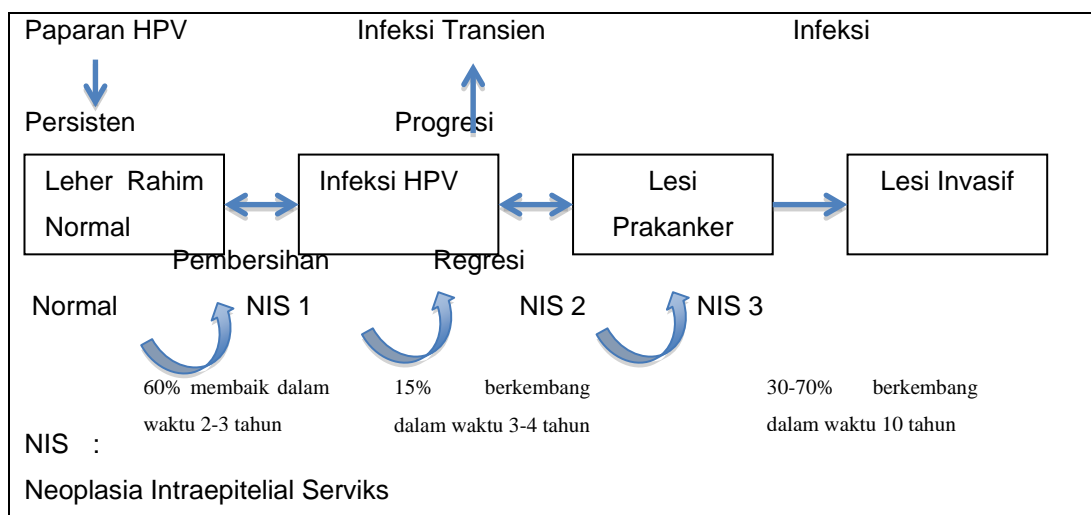 Paparan HPV Infeksi Transien Infeksi
Persisten Progresi
Leher Rahim Infeksi HPV Lesi Lesi Invasif
Normal Prakanker
Pembersihan Regresi
Normal NIS 1 NIS 2 NIS 3
60% membaik dalam 15% berkembang 30-70% berkembang
waktu 2-3 tahun dalam waktu 3-4 tahun dalam waktu 10 tahun
NIS :
Neoplasia Intraepitelial Serviks